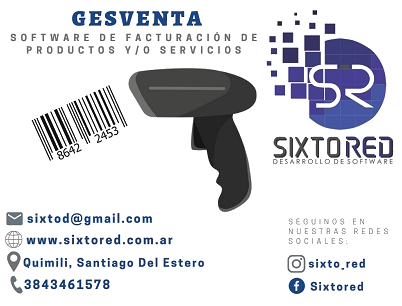 GESVENTA
SOFTWARE DE FACTURACIÓN DE
PRODUCTOS Y/O SERVICIOS
SR
SIXTORED
DESARROLLO DE SOFTWARE
8642 2453
sixtod@gmail.com
www.sixtored.com.ar
Quimili, Santiago Del Estero
3843461578
SEGUINOS EN
NUESTRAS REDES
SOCIALES:
sixto_red
Sixtored